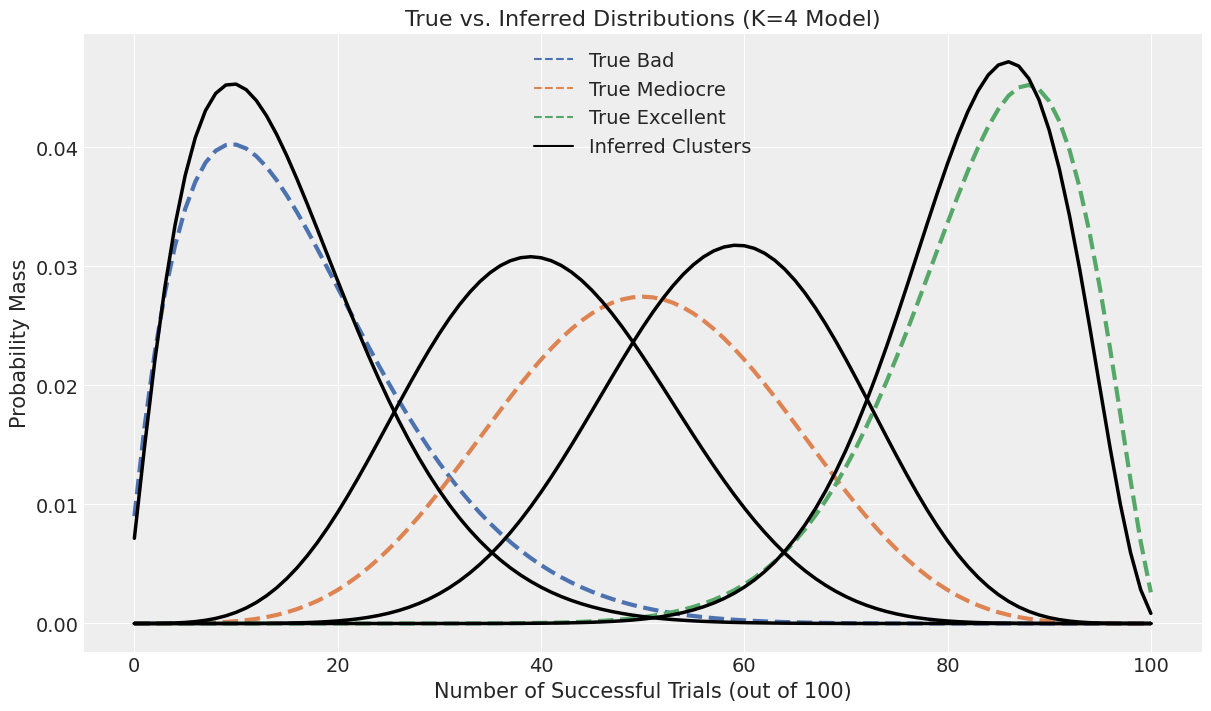 True vs. Inferred Distributions (K=4 Model)
True Bad
True Mediocre
True Excellent
Inferred Clusters
Probability Mass
0.04
0.03
0.02
0.01
0.00
0 20 40 60 80 100
Number of Successful Trials (out of 100)